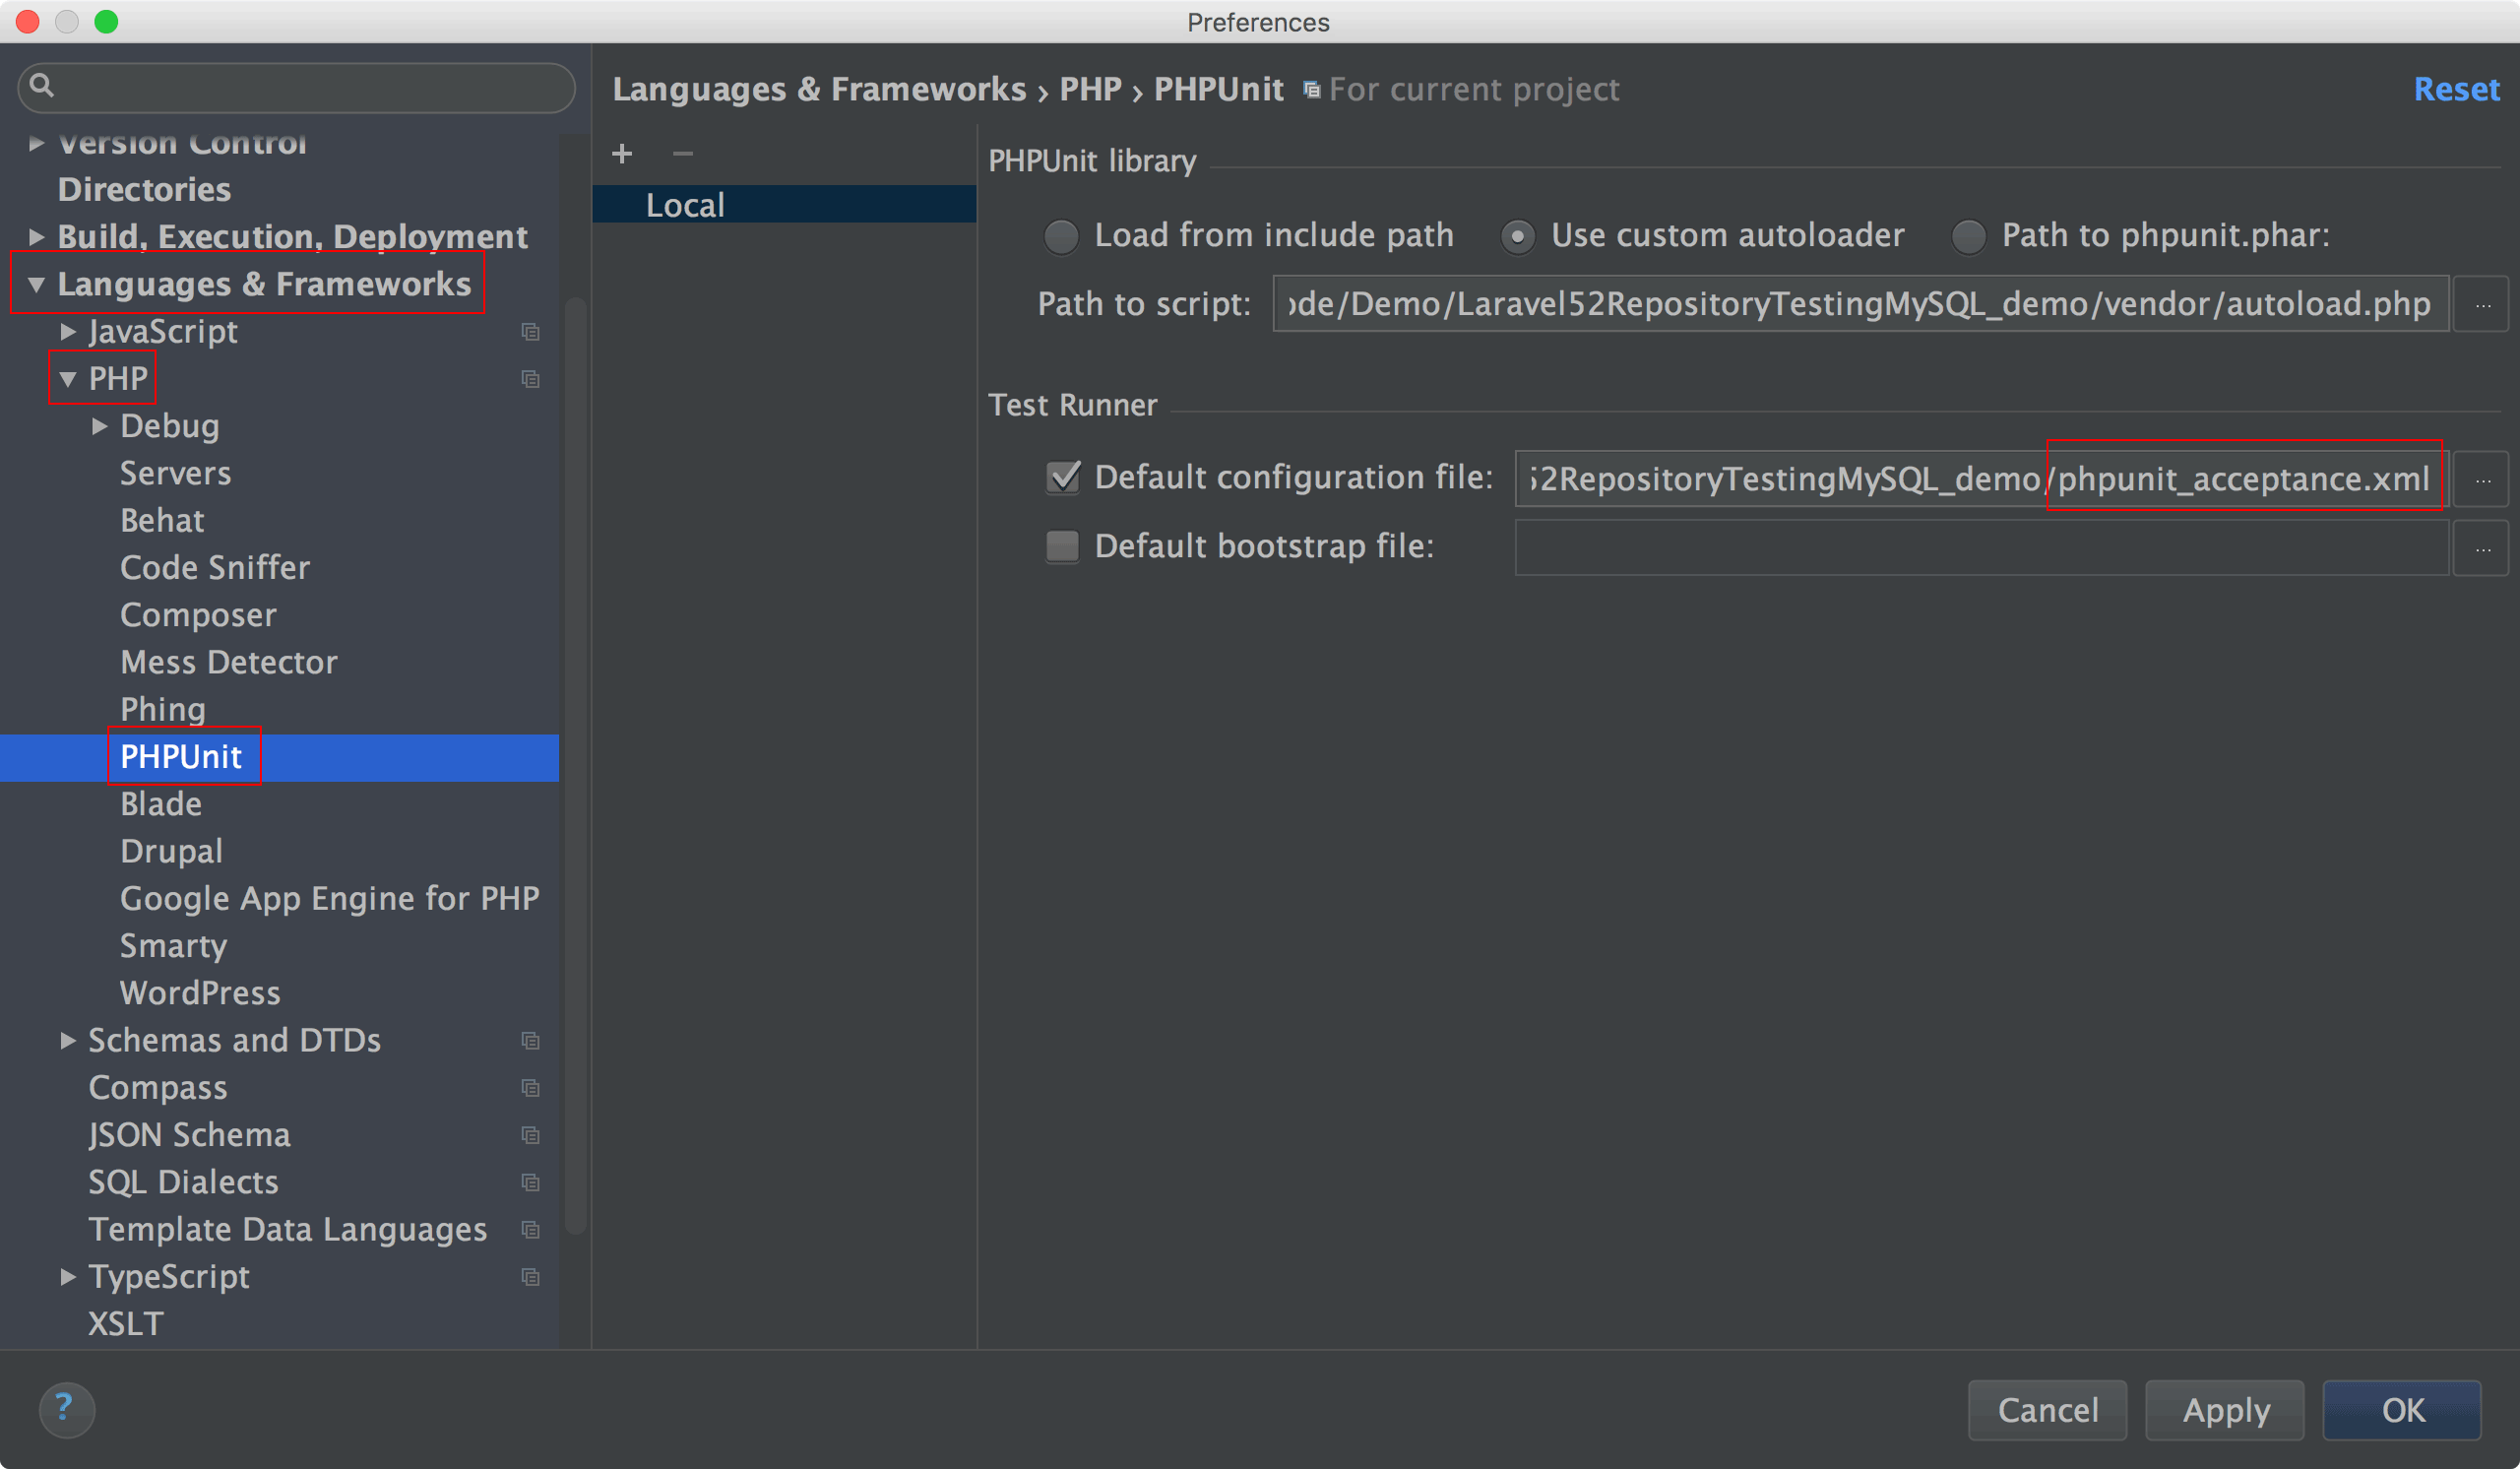 Preferences
Version Control
Directories
Build, Execution, Deployment
Languages & Frameworks
JavaScript
PHP
Debug
Servers
Behat
Code Sniffer
Composer
Mess Detector
Phing
PHPUnit
Blade
Drupal
Google App Engine for PHP
Smarty
WordPress
Schemas and DTDs
Compass
JSON Schema
SQL Dialects
Template Data Languages
TypeScript
XSLT
Languages & Frameworks › PHP › PHPUnit For current project
Reset
+ −
Local
PHPUnit library
Load from include path Use custom autoloader Path to phpunit.phar:
Path to script: ode/Demo/Laravel52RepositoryTestingMySQL_demo/vendor/autoload.php ...
Test Runner
Default configuration file: 52RepositoryTestingMySQL_demo/phpunit_acceptance.xml ...
Default bootstrap file: ...
? Cancel Apply OK